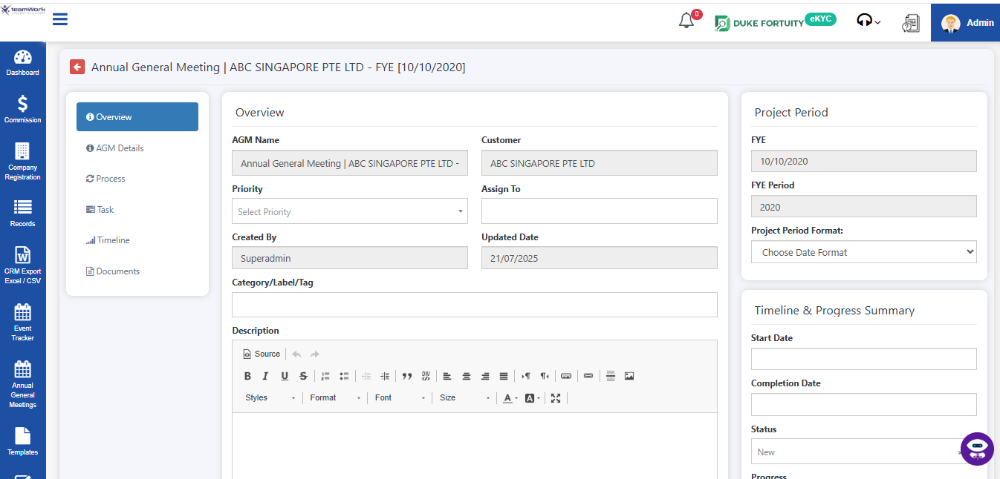 teamWork
0
DUKE FORTUITY
eKYC
Admin
Dashboard
Commission
Company
Registration
Records
CRM Export
Excel / CSV
Event
Tracker
Annual
General
Meetings
Templates
Annual General Meeting | ABC SINGAPORE PTE LTD - FYE [10/10/2020]
Overview
AGM Details
Process
Task
Timeline
Documents
Overview
AGM Name
Customer
Annual General Meeting | ABC SINGAPORE PTE LTD -
ABC SINGAPORE PTE LTD
Priority
Assign To
Select Priority
Created By
Updated Date
Superadmin
21/07/2025
Category/Label/Tag
Description
Source
B I U S
DIV
Styles
Format
Font
Size
A
A
Project Period
FYE
10/10/2020
FYE Period
2020
Project Period Format:
Choose Date Format
Timeline & Progress Summary
Start Date
Completion Date
Status
New
Progress